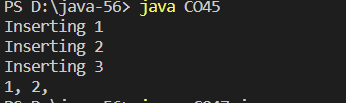 PS D:\java-56> java CO45
Inserting 1
Inserting 2
Inserting 3
1, 2,